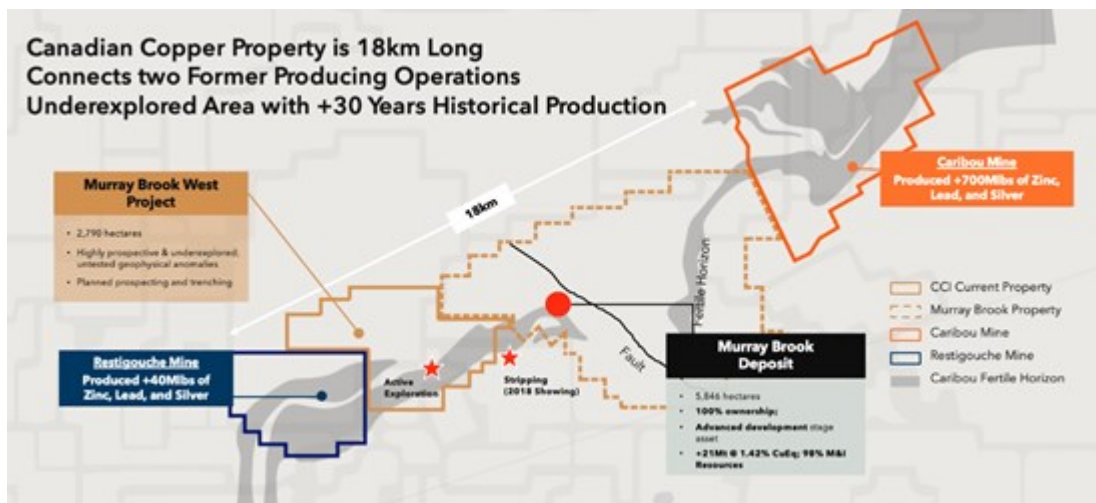 Canadian Copper Property is 18km Long
Connects two Former Producing Operations
Underexplored Area with +30 Years Historical Production
Murray Brook West
Project
• 2,790 hectares
• Highly prospective & underexplored,
untested geophysical anomalies
• Planned prospecting and trenching
18km
Caribou Mine
Produced +700Mlbs of Zinc,
Lead, and Silver
Fertile Horizon
CCI Current Property
Murray Brook Property
Caribou Mine
Restigouche Mine
Caribou Fertile Horizon
Restigouche Mine
Produced +40Mlbs of
Zinc, Lead, and Silver
Active
Exploration
Stripping
(2018 Showing)
Fault
Murray Brook
Deposit
• 5,846 hectares
• 100% ownership;
• Advanced development stage
asset
• +21Mt @ 1.42% CuEq; 98% M&I
Resources